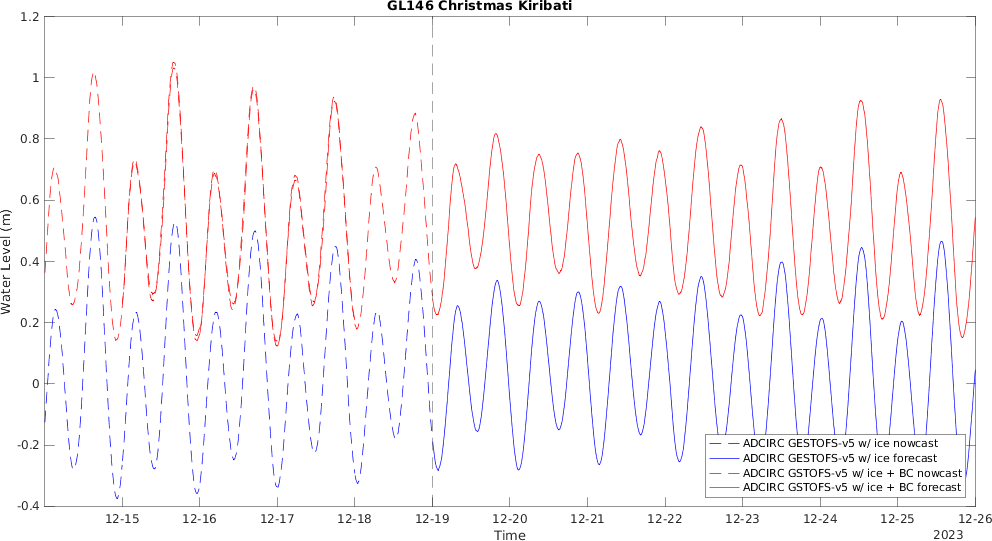 GL146 Christmas Kiribati
1.2
1
0.8
0.6
0.4
0.2
0
-0.2
-0.4
Water Level (m)
ADCIRC GESTOFS-v5 w/ ice nowcast
ADCIRC GESTOFS-v5 w/ ice forecast
ADCIRC GSTOFS-v5 w/ ice + BC nowcast
ADCIRC GSTOFS-v5 w/ ice + BC forecast
12-15 12-16 12-17 12-18 12-19 12-20 12-21 12-22 12-23 12-24 12-25 12-26
Time
2023